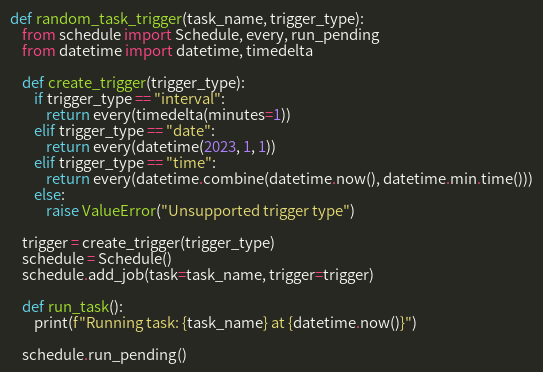 def random_task_trigger(task_name, trigger_type):
    from schedule import Schedule, every, run_pending
    from datetime import datetime, timedelta

    def create_trigger(trigger_type):
        if trigger_type == "interval":
            return every(timedelta(minutes=1))
        elif trigger_type == "date":
            return every(datetime(2023, 1, 1))
        elif trigger_type == "time":
            return every(datetime.combine(datetime.now(), datetime.min.time()))
        else:
            raise ValueError("Unsupported trigger type")

    trigger = create_trigger(trigger_type)
    schedule = Schedule()
    schedule.add_job(task=task_name, trigger=trigger)

    def run_task():
        print(f"Running task: {task_name} at {datetime.now()}")

    schedule.run_pending()